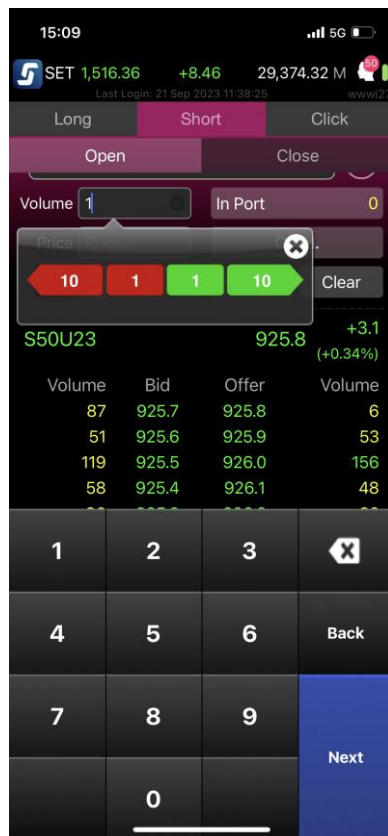 15:09 5G
SET 1,516.36 +8.46 29,374.32 M 50
Last Login: 21 Sep 2023 11:38:25 wwwi27
Long Short Click
Open Close
Volume 1 In Port 0
Price
10 1 1 10 Clear
S50U23 925.8 +3.1
(+0.34%)
Volume Bid Offer Volume
87 925.7 925.8 6
51 925.6 925.9 53
119 925.5 926.0 156
58 925.4 926.1 48
1 2 3
4 5 6 Back
7 8 9
Next
0